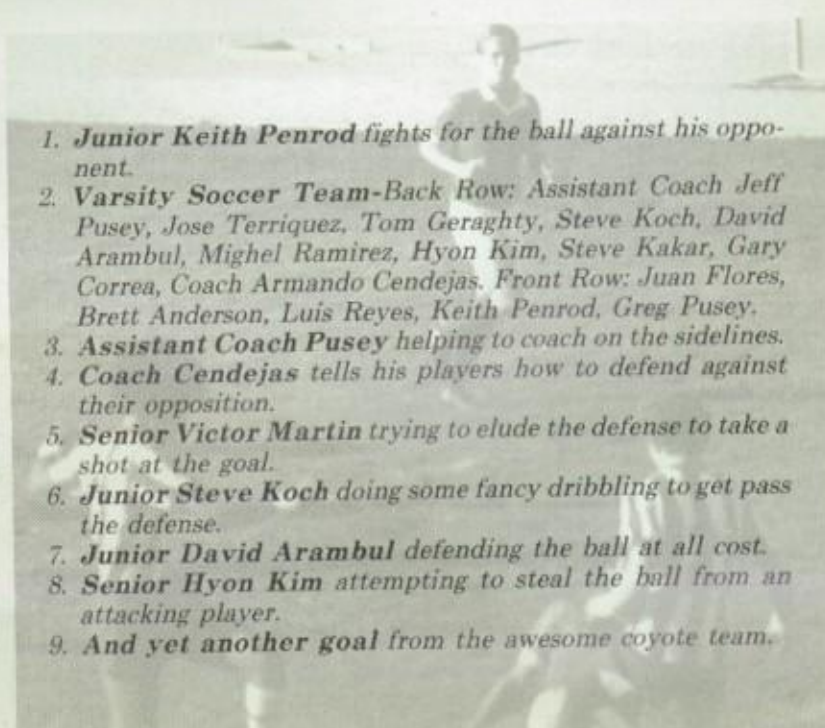 1. Junior Keith Penrod fights for the ball against his oppo-
nent.
2. Varsity Soccer Team-Back Row: Assistant Coach Jeff
Pusey, Jose Terriquez, Tom Geraghty, Steve Koch, David
Arambul, Mighel Ramirez, Hyon Kim, Steve Kakar, Gary
Correa, Coach Armando Cendejas. Front Row: Juan Flores,
Brett Anderson, Luis Reyes, Keith Penrod, Greg Pusey.
3. Assistant Coach Pusey helping to coach on the sidelines.
4. Coach Cendejas tells his players how to defend against
their opposition.
5. Senior Victor Martin trying to elude the defense to take a
shot at the goal.
6. Junior Steve Koch doing some fancy dribbling to get pass
the defense.
7. Junior David Arambul defending the ball at all cost.
8. Senior Hyon Kim attempting to steal the ball from an
attacking player.
9. And yet another goal from the awesome coyote team.